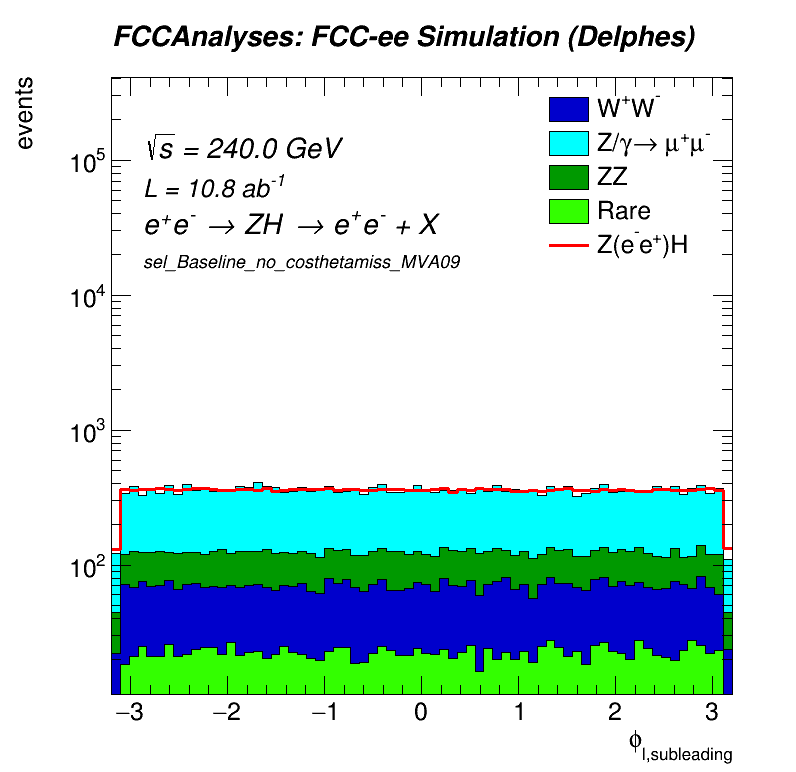 FCCAnalyses: FCC-ee Simulation (Delphes)
events
√s = 240.0 GeV
L = 10.8 ab⁻¹
e⁺e⁻ → ZH → e⁺e⁻ + X
sel_Baseline_no_costhetamiss_MVA09
W⁺W⁻
Z/γ→ μ⁺μ⁻
ZZ
Rare
Z(e⁻e⁺)H
10⁵
10⁴
10³
10²
−3 −2 −1 0 1 2 3
ϕl,subleading